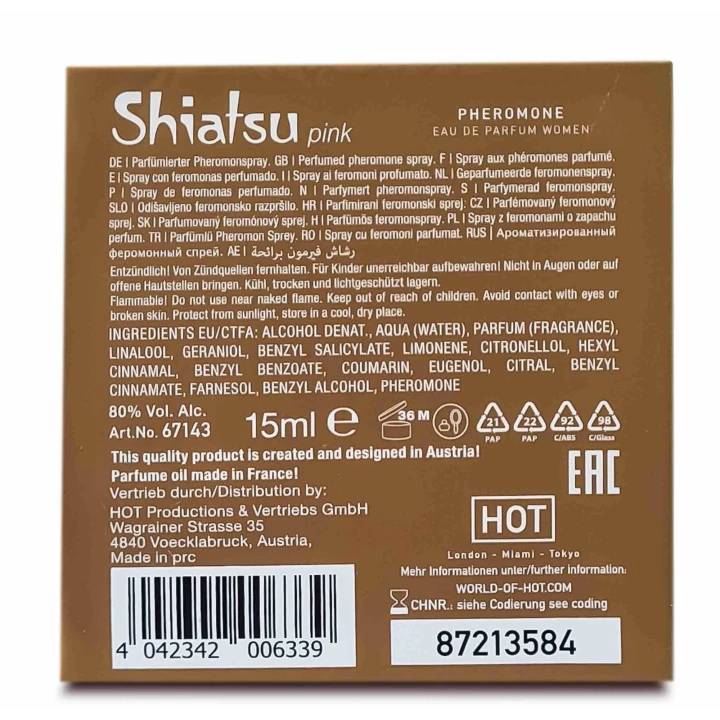 Shiatsu pink
PHEROMONE
EAU DE PARFUM WOMEN
DE | Parfümierter Pheromonspray. GB | Perfumed pheromone spray. F | Spray aux phéromones parfumé.
E | Spray con feromonas perfumado. I | Spray ai feromoni profumato. NL | Geparfumeerde feromonenspray.
P | Spray de feromonas perfumado. N | Parfymert pheromonspray. S | Parfymerad feromonspray.
SLO | Odišavljeno feromonsko razpršilo. HR | Parfimirani feromonski sprej. CZ | Parfémovaný feromonový
sprej. SK | Parfumovaný feromónový sprej. H | Parfümös feromonspray. PL | Spray z feromonami o zapachu
perfum. TR | Parfümlü Pheromon Sprey. RO | Spray cu feromoni parfumat. RUS | Ароматизированный
феромонный спрей. AE | رشاش فيرمون برائحة
Entzündlich! Von Zündquellen fernhalten. Für Kinder unerreichbar aufbewahren! Nicht in Augen oder auf
offene Hautstellen bringen. Kühl, trocken und lichtgeschützt lagern.
Flammable! Do not use near naked flame. Keep out of reach of children. Avoid contact with eyes or
broken skin. Protect from sunlight, store in a cool, dry place.
INGREDIENTS EU/CTFA: ALCOHOL DENAT., AQUA (WATER), PARFUM (FRAGRANCE),
LINALOOL, GERANIOL, BENZYL SALICYLATE, LIMONENE, CITRONELLOL, HEXYL
CINNAMAL, BENZYL BENZOATE, COUMARIN, EUGENOL, CITRAL, BENZYL
CINNAMATE, FARNESOL, BENZYL ALCOHOL, PHEROMONE
80% Vol. Alc.
Art.No. 67143
15ml e
36 M
21 PAP
22 PAP
92 C/ABS
98 C/Glass
This quality product is created and designed in Austria!
Parfume oil made in France!
Vertrieb durch/Distribution by:
HOT Productions & Vertriebs GmbH
Wagrainer Strasse 35
4840 Voecklabruck, Austria,
Made in prc
EAC
HOT
London - Miami - Tokyo
Mehr Informationen unter/further information:
WORLD-OF-HOT.COM
CHNR.: siehe Codierung see coding
4 042342 006339
87213584